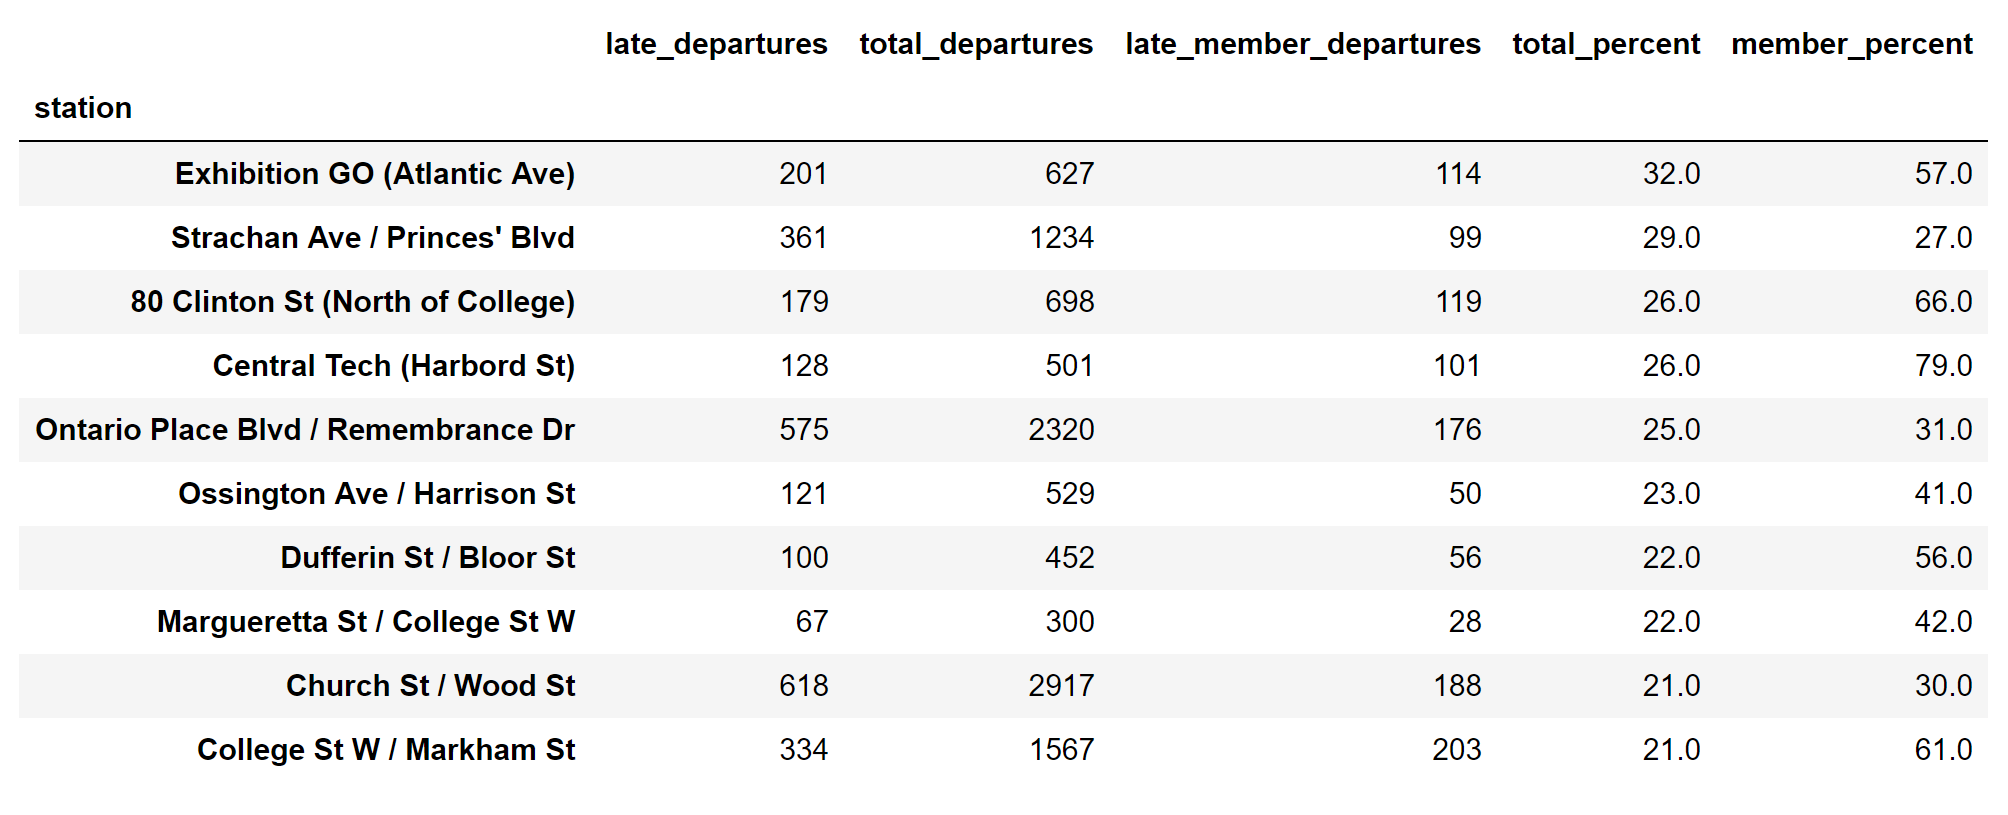 late_departures total_departures late_member_departures total_percent member_percent
station
Exhibition GO (Atlantic Ave) 201 627 114 32.0 57.0
Strachan Ave / Princes' Blvd 361 1234 99 29.0 27.0
80 Clinton St (North of College) 179 698 119 26.0 66.0
Central Tech (Harbord St) 128 501 101 26.0 79.0
Ontario Place Blvd / Remembrance Dr 575 2320 176 25.0 31.0
Ossington Ave / Harrison St 121 529 50 23.0 41.0
Dufferin St / Bloor St 100 452 56 22.0 56.0
Margueretta St / College St W 67 300 28 22.0 42.0
Church St / Wood St 618 2917 188 21.0 30.0
College St W / Markham St 334 1567 203 21.0 61.0